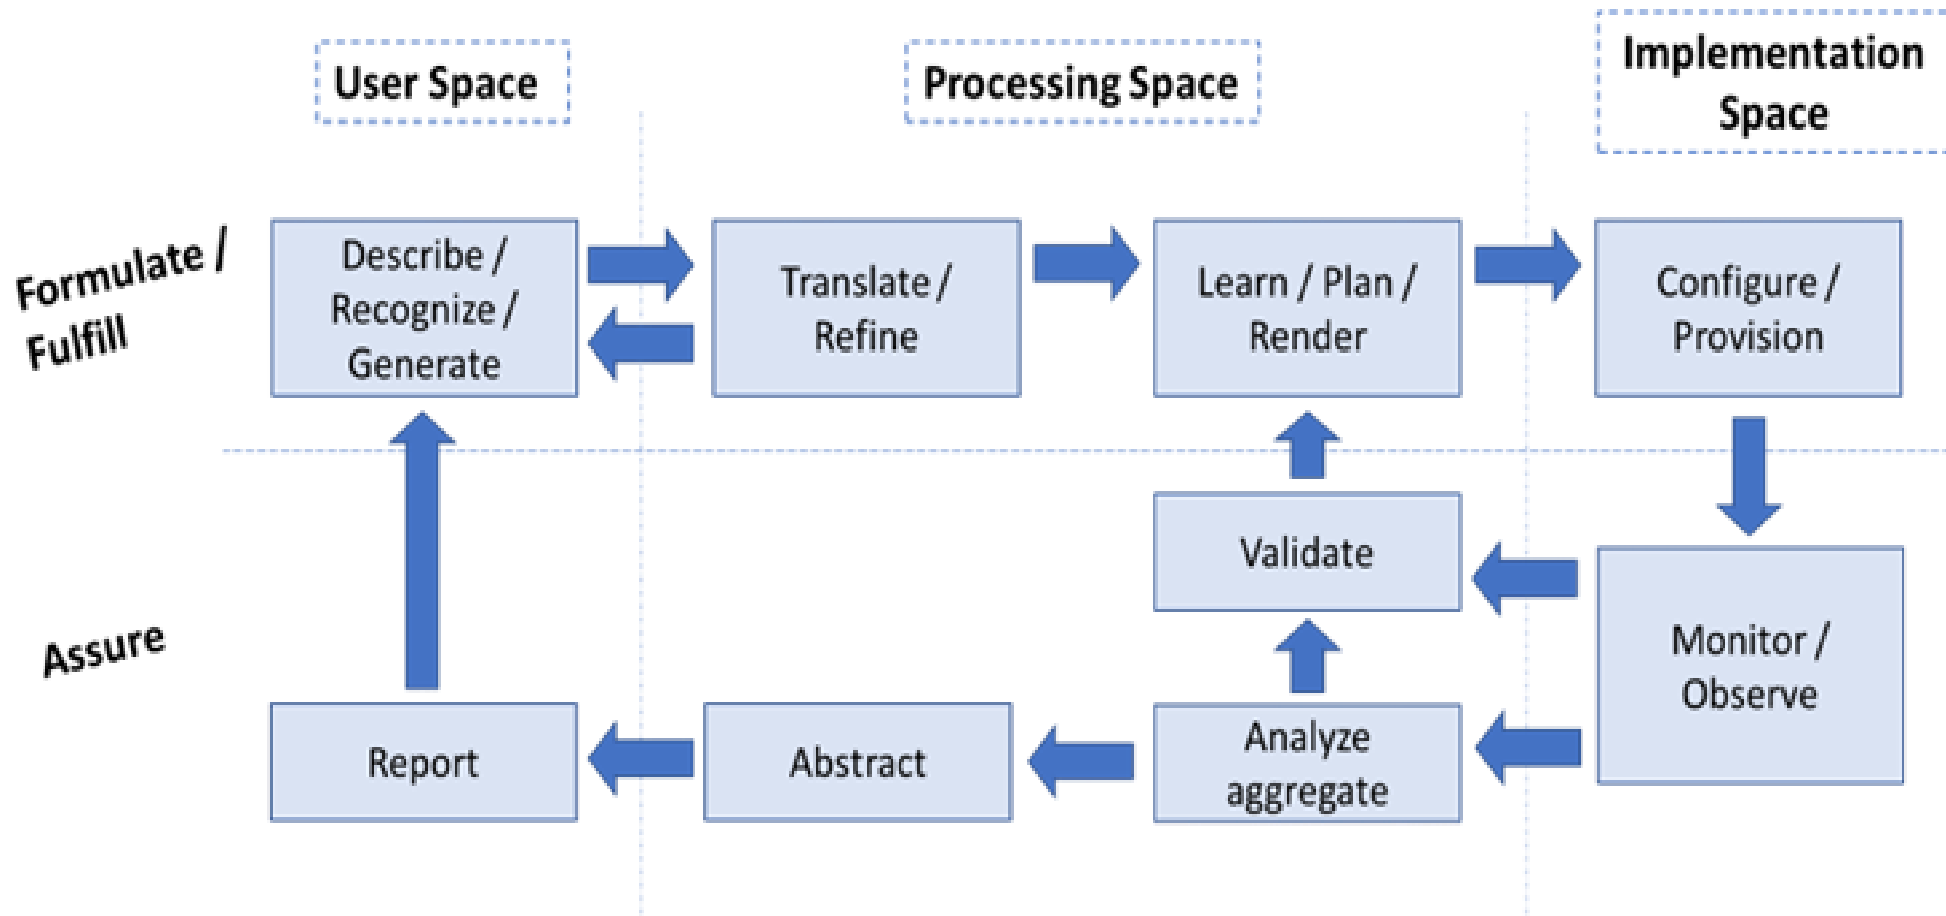 User Space
Processing Space
Implementation
Space
Formulate /
Fulfill
Describe /
Recognize /
Generate
Translate /
Refine
Learn / Plan /
Render
Configure /
Provision
Assure
Validate
Monitor /
Observe
Report
Abstract
Analyze
aggregate